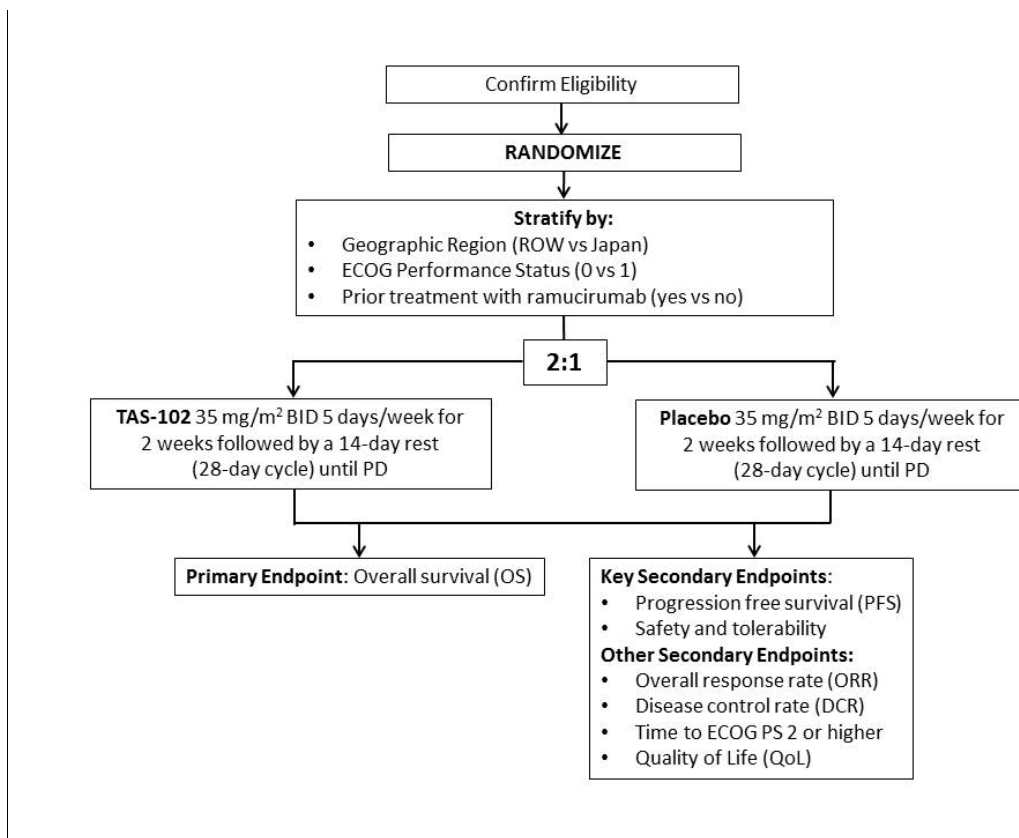 Confirm Eligibility
RANDOMIZE
Stratify by:
• Geographic Region (ROW vs Japan)
• ECOG Performance Status (0 vs 1)
• Prior treatment with ramucirumab (yes vs no)
2:1
TAS-102 35 mg/m² BID 5 days/week for
2 weeks followed by a 14-day rest
(28-day cycle) until PD
Placebo 35 mg/m² BID 5 days/week for
2 weeks followed by a 14-day rest
(28-day cycle) until PD
Primary Endpoint: Overall survival (OS)
Key Secondary Endpoints:
• Progression free survival (PFS)
• Safety and tolerability
Other Secondary Endpoints:
• Overall response rate (ORR)
• Disease control rate (DCR)
• Time to ECOG PS 2 or higher
• Quality of Life (QoL)